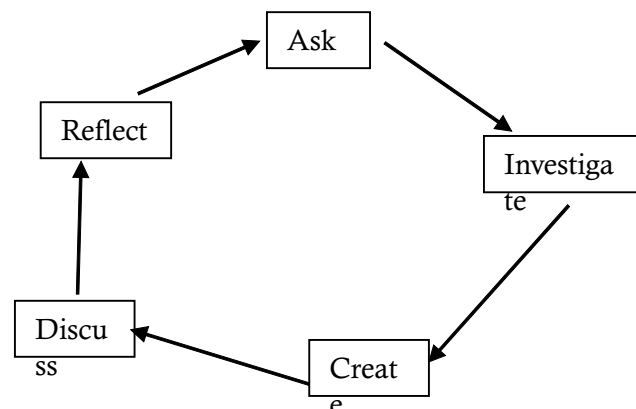 Ask
Reflect
Investiga
te
Discu
ss
Creat
e